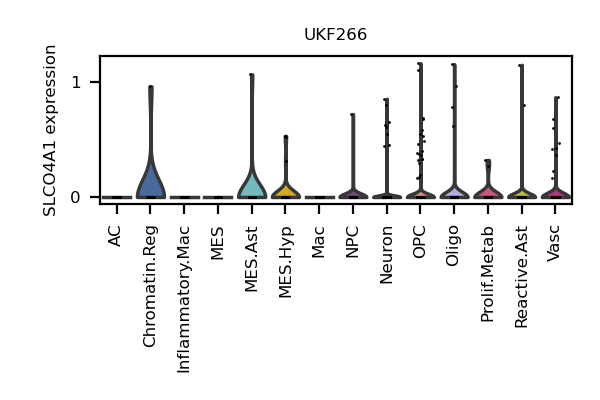 UKF266
SLCO4A1 expression
1
0
AC
Chromatin.Reg
Inflammatory.Mac
MES
MES.Ast
MES.Hyp
Mac
NPC
Neuron
OPC
Oligo
Prolif.Metab
Reactive.Ast
Vasc